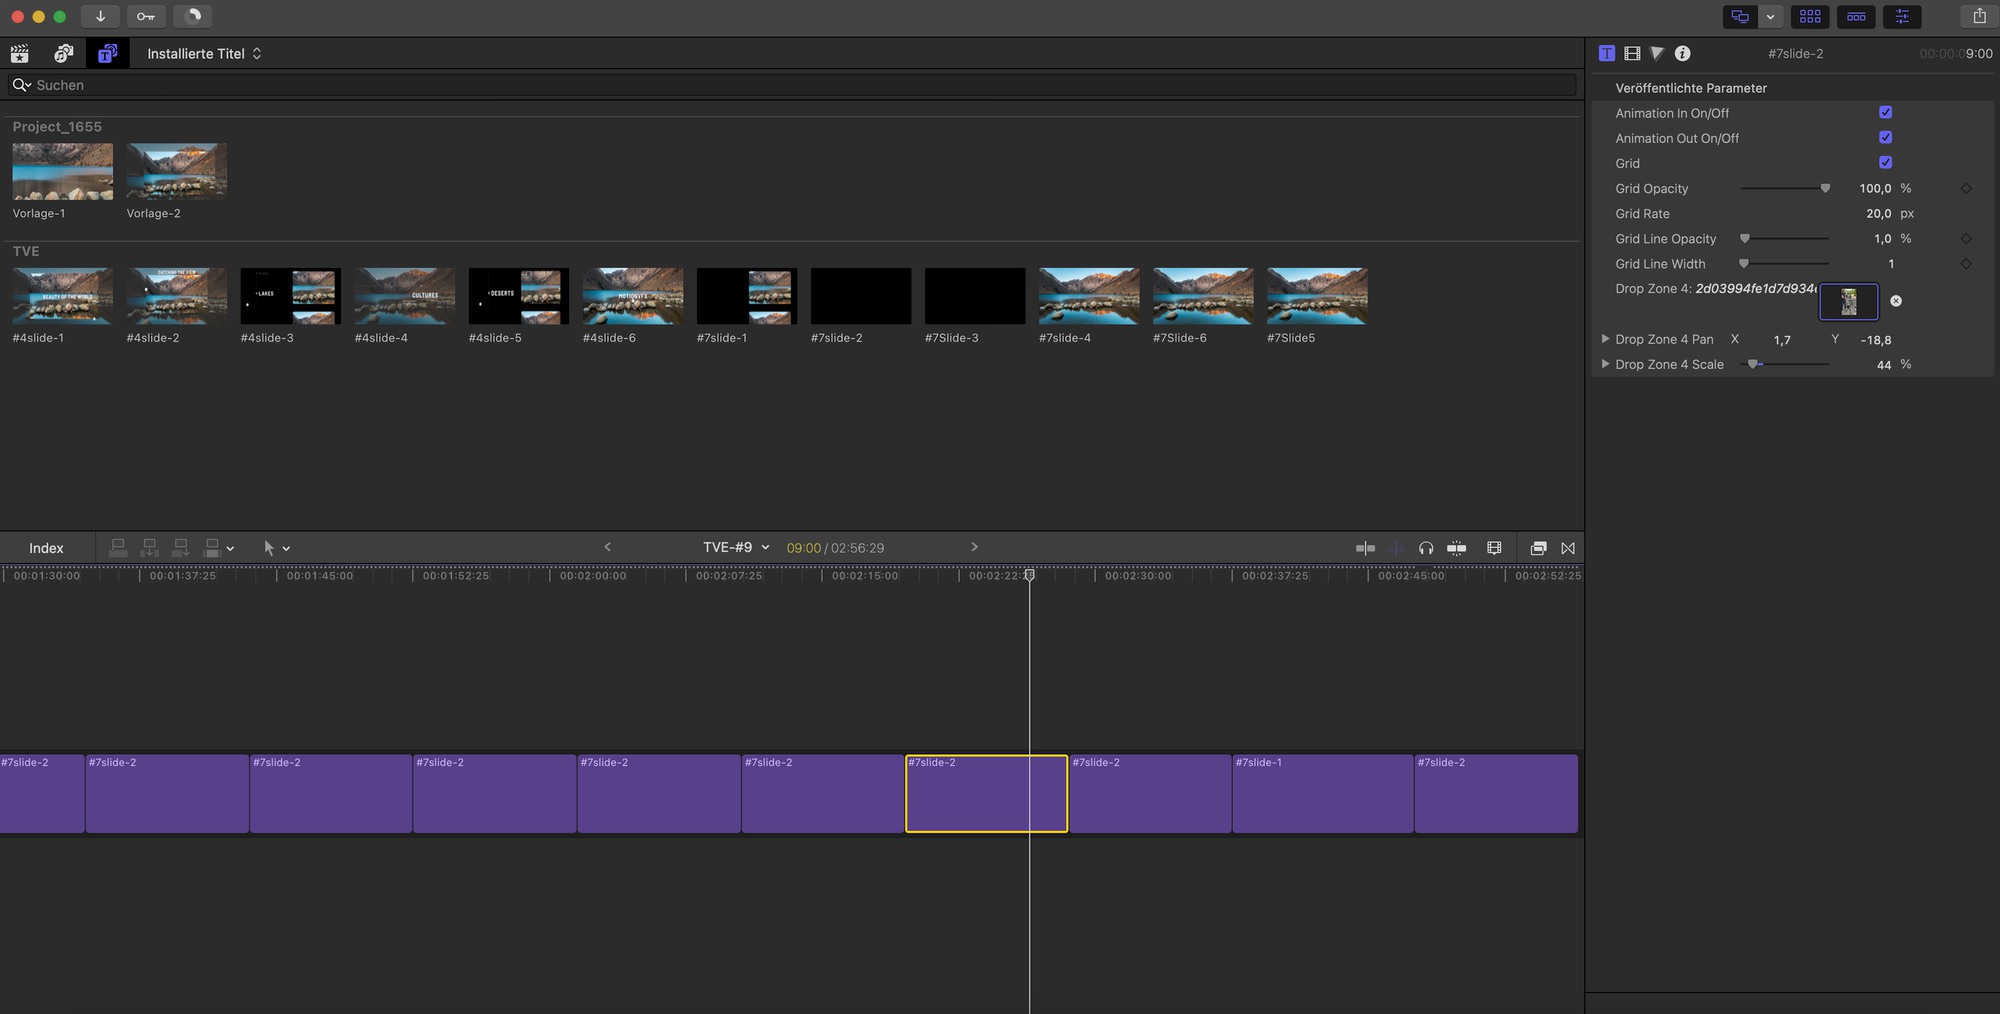 Installierte Titel
#7slide-2
00:00:09:00
Suchen
Veröffentlichte Parameter
Animation In On/Off
Animation Out On/Off
Grid
Grid Opacity 100,0 %
Grid Rate 20,0 px
Grid Line Opacity 1,0 %
Grid Line Width 1
Drop Zone 4: 2d03994fe1d7d934
Drop Zone 4 Pan X 1,7 Y -18,8
Drop Zone 4 Scale 44 %
Project_1655
Vorlage-1 Vorlage-2
TVE
BEAUTY OF THE WORLD
CATCHING THE VIEW
LAKES
CULTURES
DESERTS
MOTIONVFX
#4slide-1 #4slide-2 #4slide-3 #4slide-4 #4slide-5 #4slide-6 #7slide-1 #7slide-2 #7Slide-3 #7slide-4 #7Slide-6 #7Slide5
Index TVE-#9 09:00 / 02:56:29
00:01:30:00 00:01:37:25 00:01:45:00 00:01:52:25 00:02:00:00 00:02:07:25 00:02:15:00 00:02:22:25 00:02:30:00 00:02:37:25 00:02:45:00 00:02:52:25
#7slide-2 #7slide-2 #7slide-2 #7slide-2 #7slide-2 #7slide-2 #7slide-2 #7slide-2 #7slide-1 #7slide-2